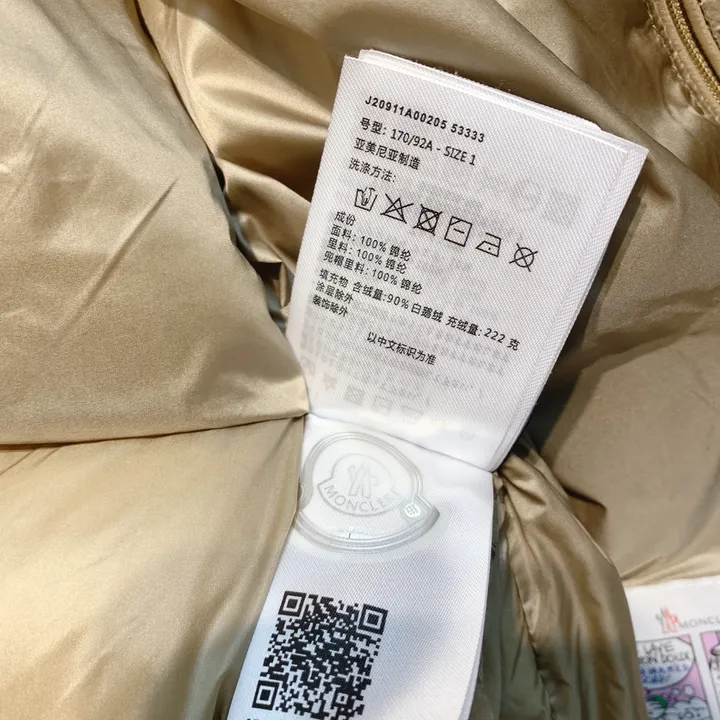 J20911A00205 53333
号型：170/92A - SIZE 1
亚美尼亚制造
洗涤方法：
成份
面料：100% 锦纶
里料：100% 锦纶
兜帽里料：100% 锦纶
填充物 含绒量:90% 白鹅绒 充绒量：222 克
涂层除外
装饰除外
以中文标识为准
MONCLER
MONCLE